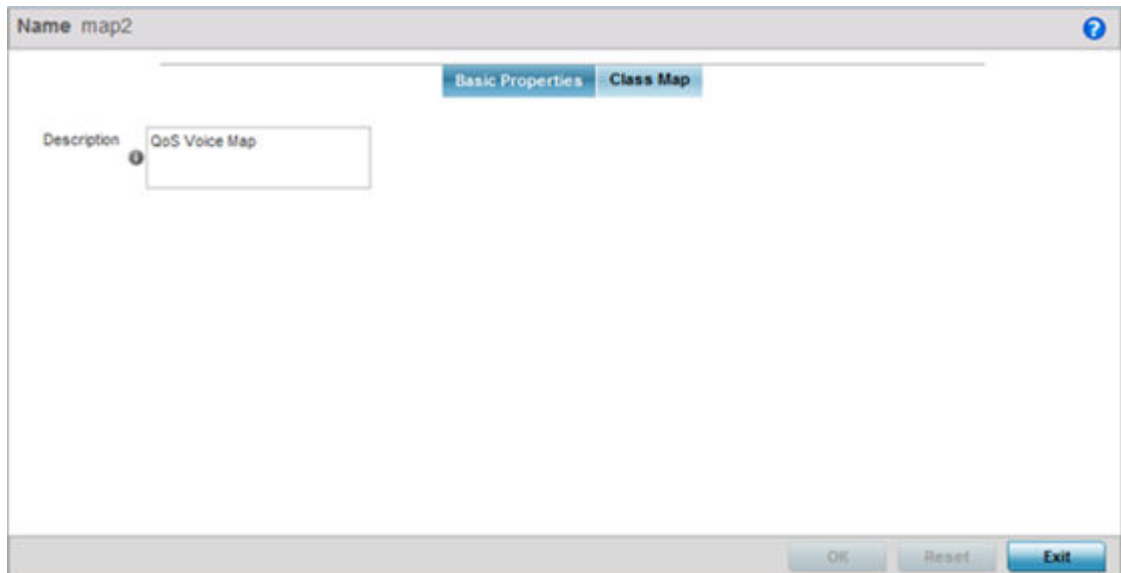 Name map2
?
Basic Properties Class Map
Description
QoS Voice Map
OK Reset Exit